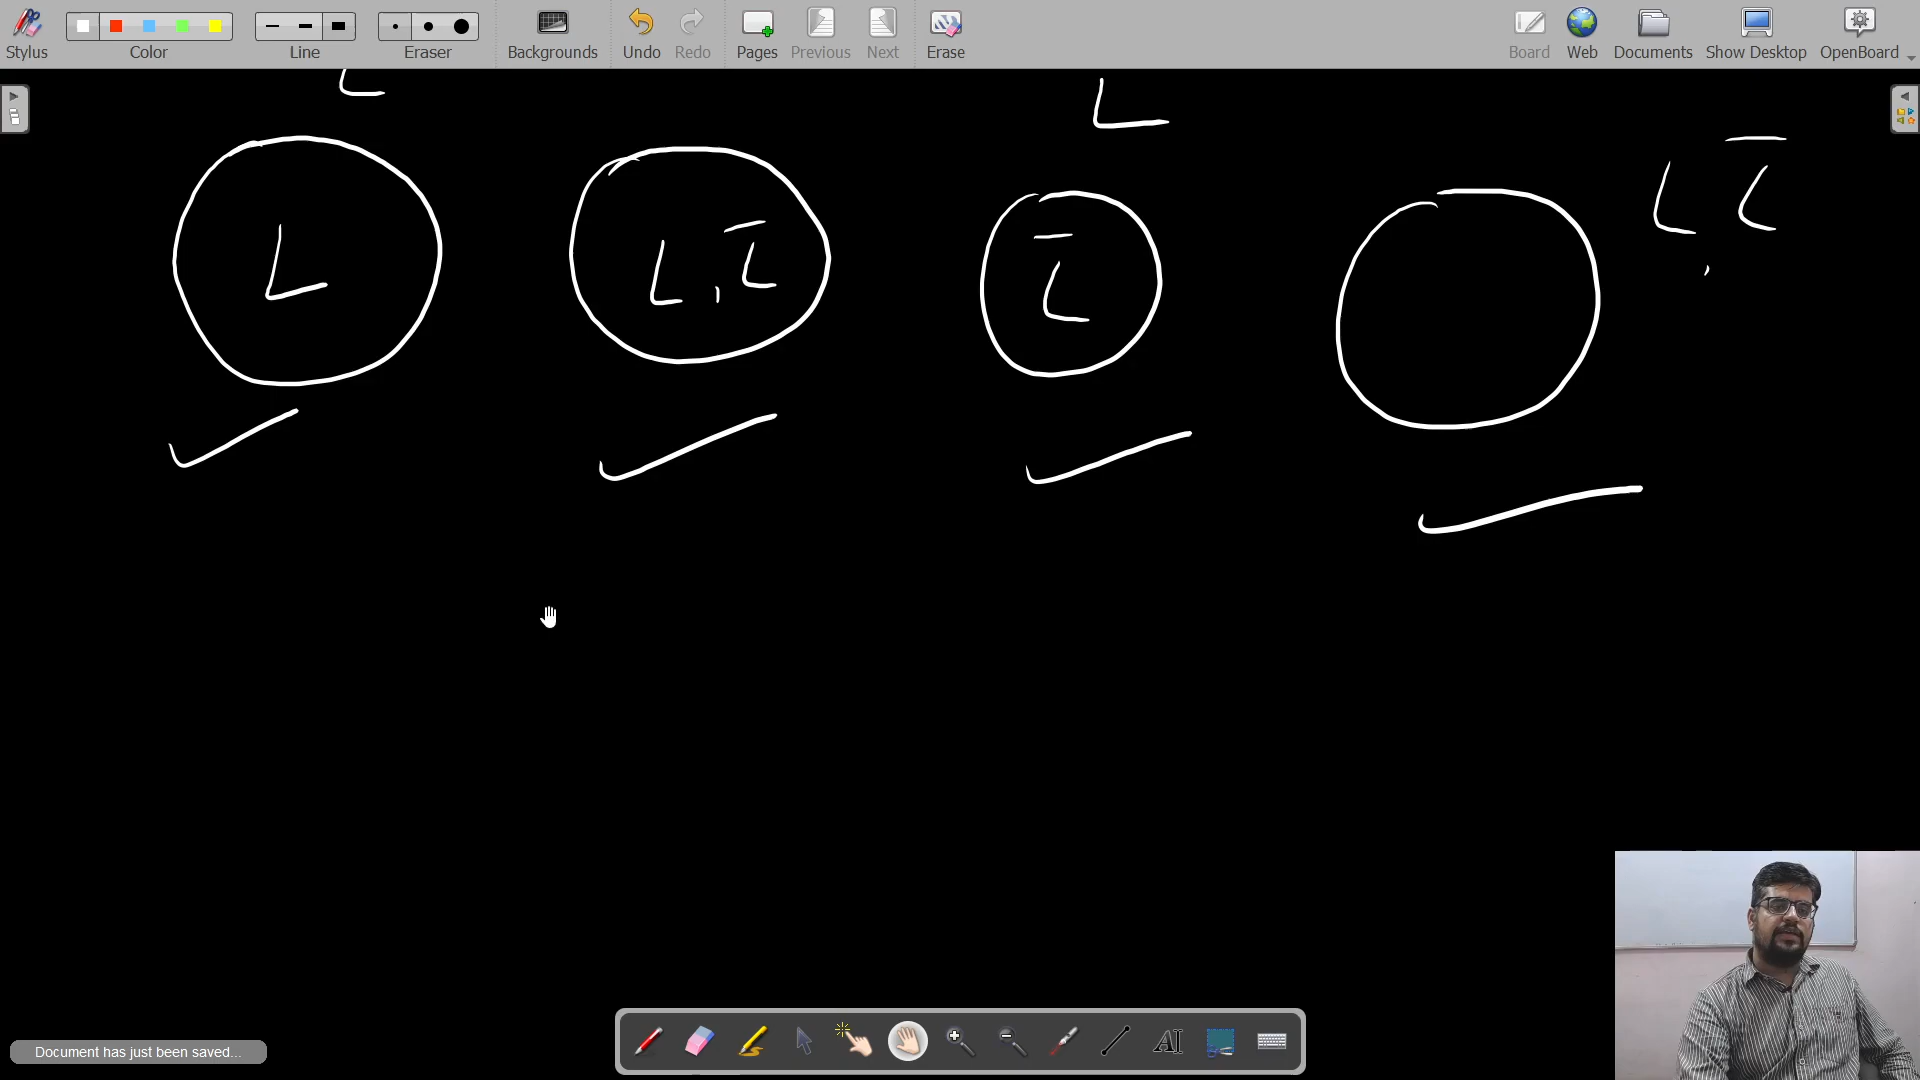 Stylus Color Line Eraser Backgrounds Undo Redo Pages Previous Next Erase Board Web Documents Show Desktop OpenBoard
L L
L L, L̅ L̅ L, L̅
AI
Document has just been saved...